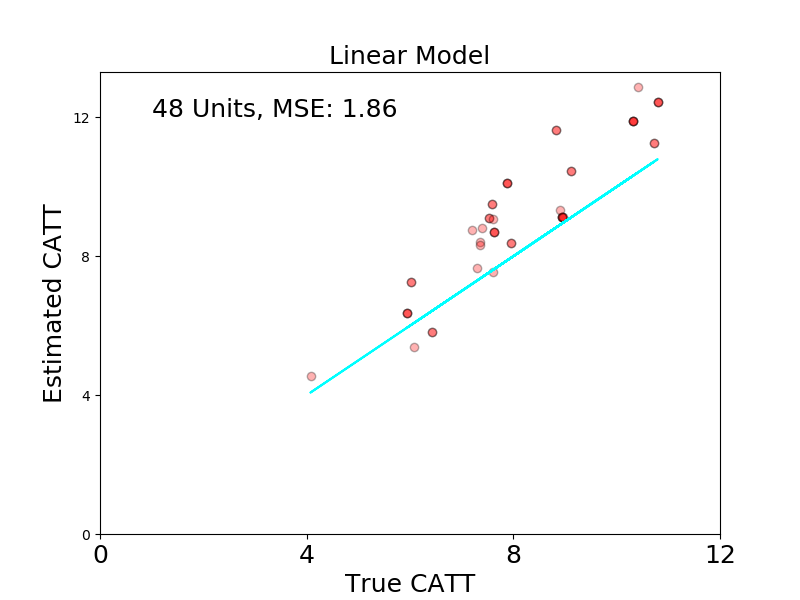 Linear Model
48 Units, MSE: 1.86
12
8
4
0
Estimated CATT
0 4 8 12
True CATT